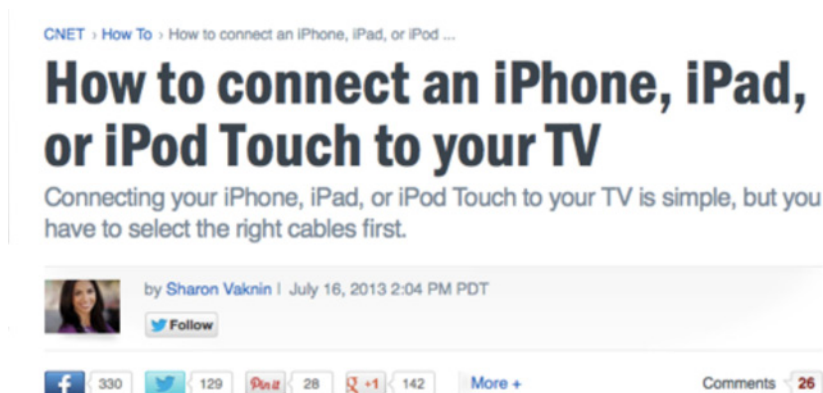 CNET › How To › How to connect an iPhone, iPad, or iPod ...
How to connect an iPhone, iPad,
or iPod Touch to your TV
Connecting your iPhone, iPad, or iPod Touch to your TV is simple, but you
have to select the right cables first.
by Sharon Vaknin | July 16, 2013 2:04 PM PDT
Follow
f 330 129 Pin it 28 g +1 142 More + Comments 26